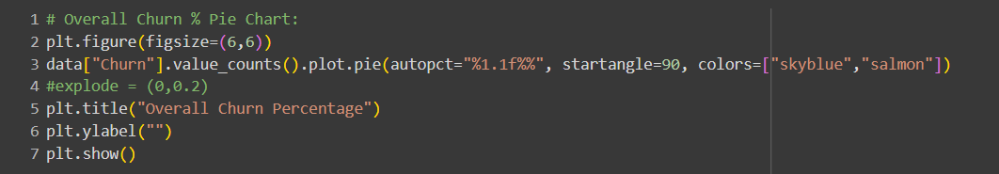 1 # Overall Churn % Pie Chart:
2 plt.figure(figsize=(6,6))
3 data["Churn"].value_counts().plot.pie(autopct="%1.1f%%", startangle=90, colors=["skyblue","salmon"])
4 #explode = (0,0.2)
5 plt.title("Overall Churn Percentage")
6 plt.ylabel("")
7 plt.show()